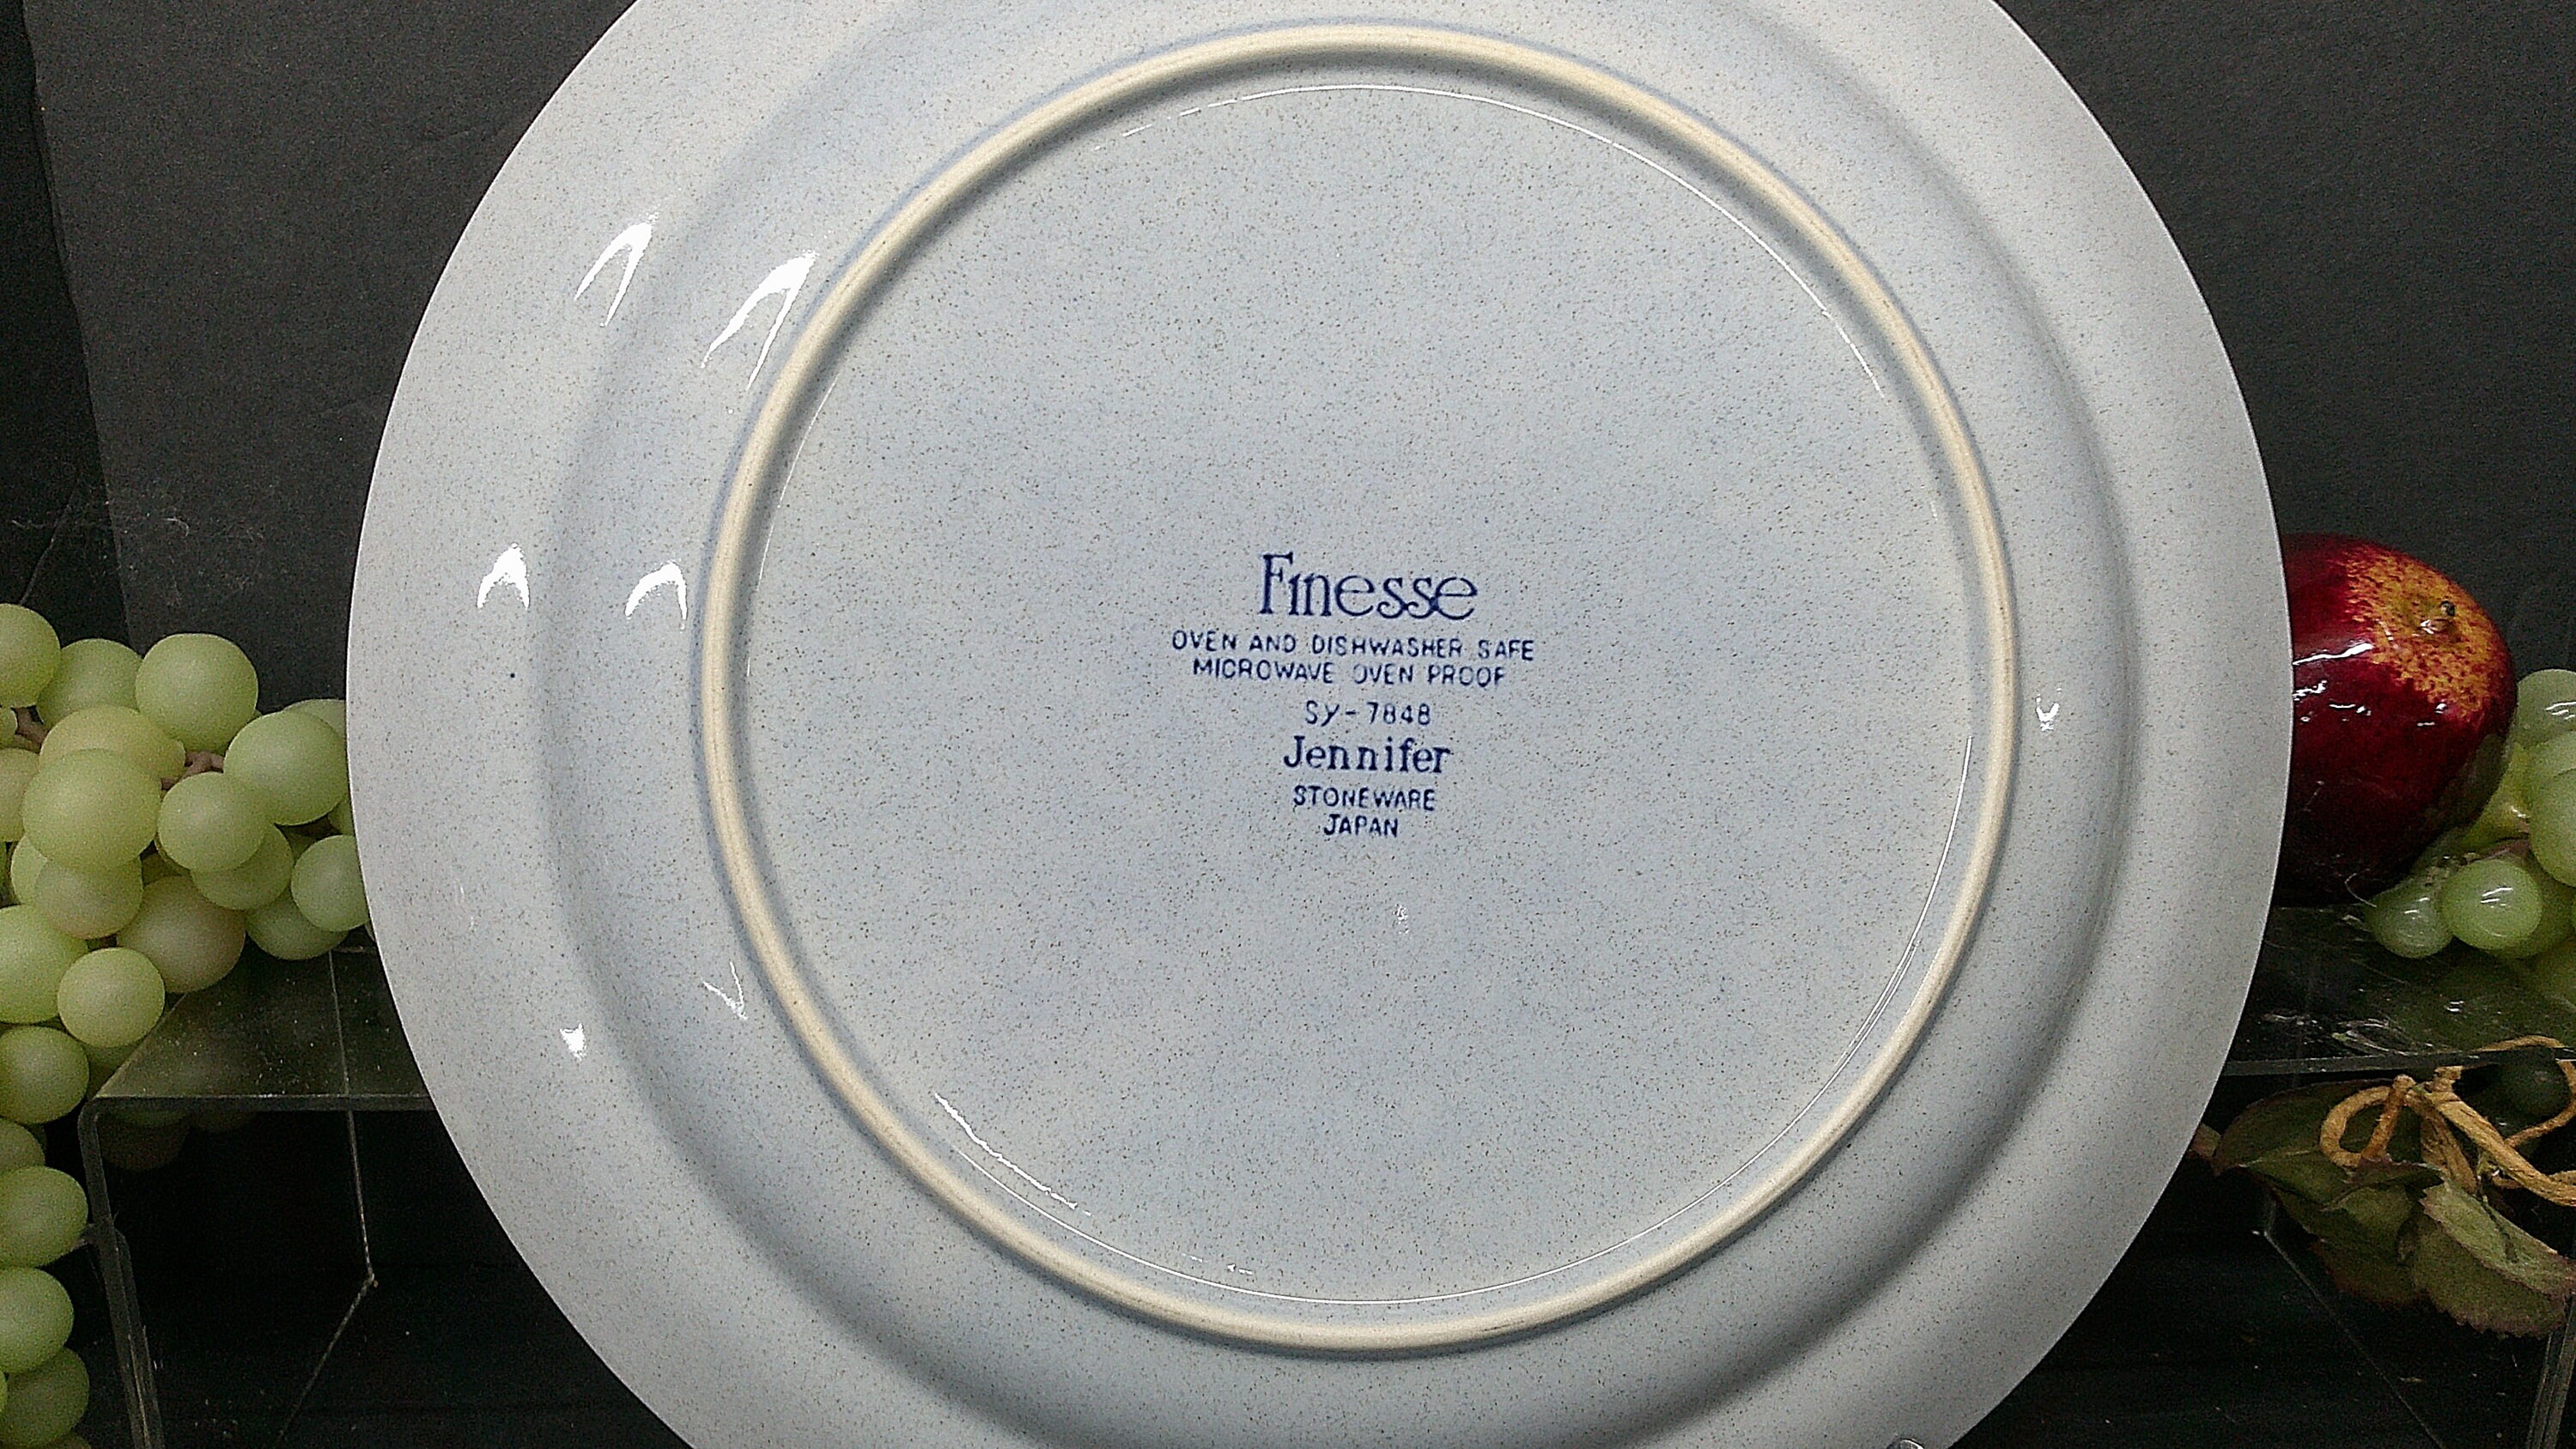 Finesse
OVEN AND DISHWASHER SAFE
MICROWAVE OVEN PROOF
Sy-7848
Jennifer
STONEWARE
JAPAN